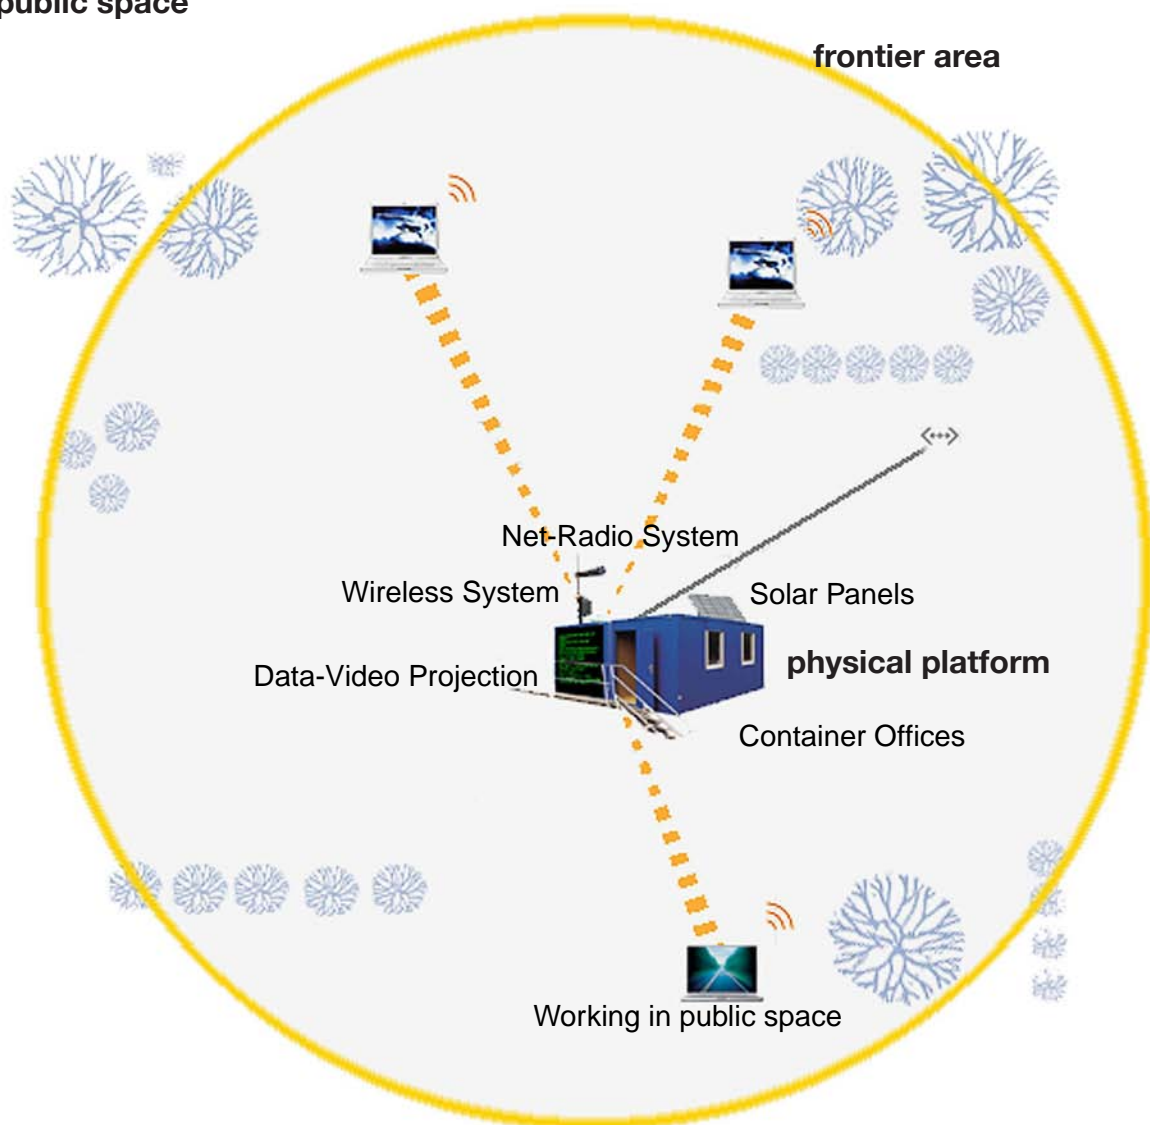 public space
frontier area
Net-Radio System
Wireless System
Solar Panels
physical platform
Data-Video Projection
Container Offices
Working in public space